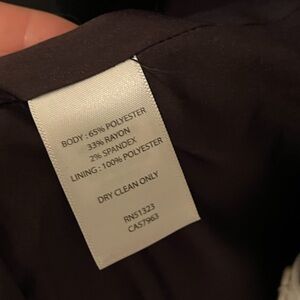 BODY : 65% POLYESTER
33% RAYON
2% SPANDEX
LINING : 100% POLYESTER
DRY CLEAN ONLY
RN51323
CA57963